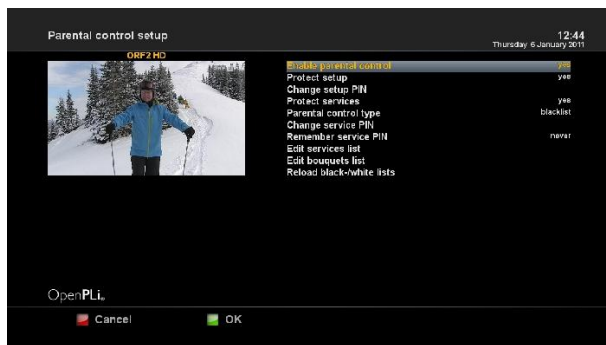 Parental control setup
12:44
Thursday 6 January 2011
ORF2 HD
Enable parental control yes
Protect setup yes
Change setup PIN
Protect services yes
Parental control type blacklist
Change service PIN
Remember service PIN never
Edit services list
Edit bouquets list
Reload black-/white lists
OpenPLi.
Cancel OK